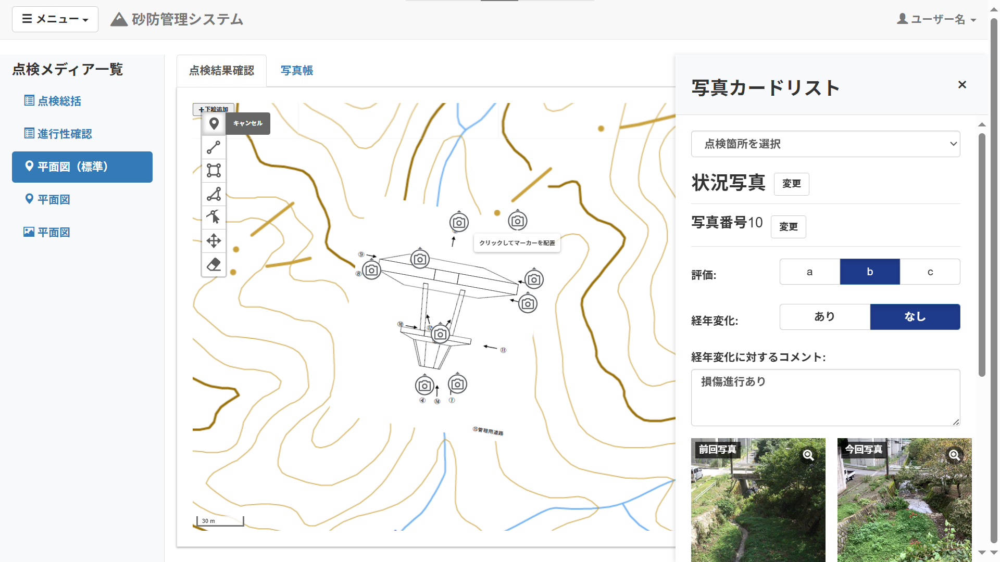 メニュー
砂防管理システム
ユーザー名
点検メディア一覧
点検総括
進行性確認
平面図（標準）
平面図
平面図
点検結果確認
写真帳
+下絵追加
キャンセル
クリックしてマーカーを配置
⑨
⑧
⑩
⑫
⑪
④
⑭
①
⑮管理用道路
30 m
写真カードリスト
×
点検箇所を選択
状況写真
変更
写真番号10
変更
評価:
a
b
c
経年変化:
あり
なし
経年変化に対するコメント:
損傷進行あり
前回写真
今回写真